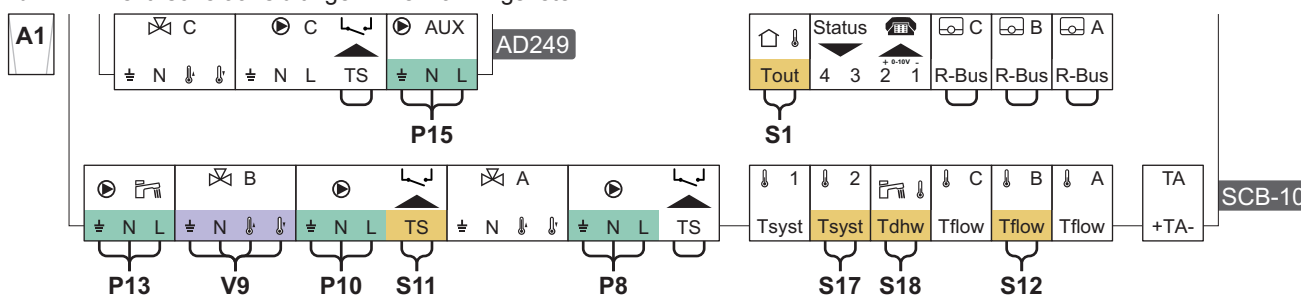 A1
C C AUX AD249
Status C B A
+ 0-10V -
N N L TS N L Tout 4 3 2 1 R-Bus R-Bus R-Bus
P15 S1
B A 1 2 C B A TA
SCB-10
N L N N L TS N N L TS Tsyst Tsyst Tdhw Tflow Tflow Tflow +TA-
P13 V9 P10 S11 P8 S17 S18 S12